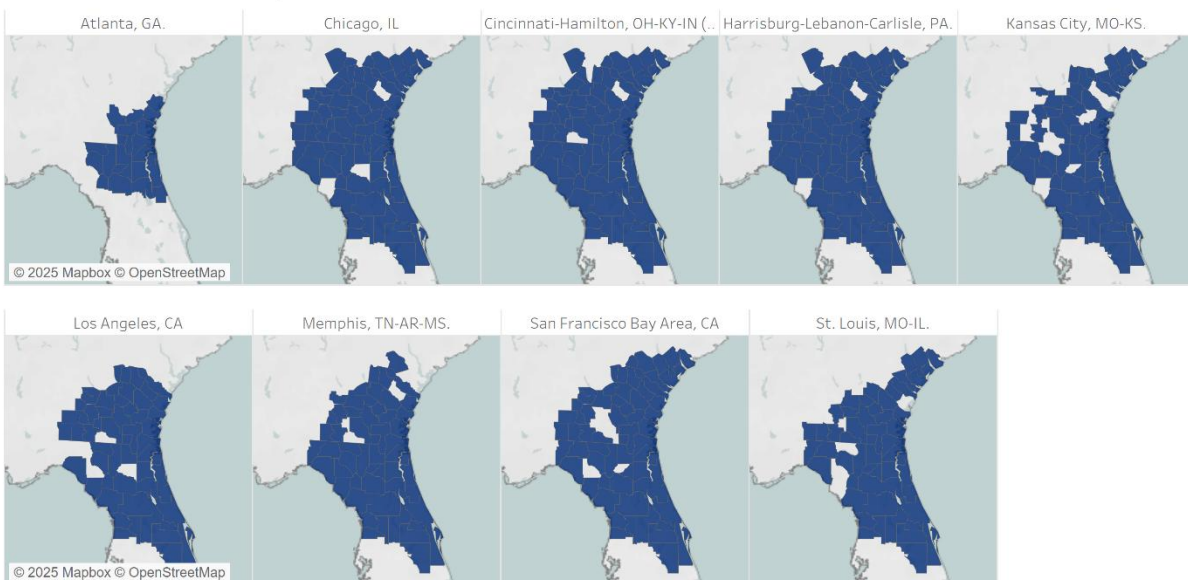 Atlanta, GA.
Chicago, IL
Cincinnati-Hamilton, OH-KY-IN (..
Harrisburg-Lebanon-Carlisle, PA.
Kansas City, MO-KS.
© 2025 Mapbox © OpenStreetMap
Los Angeles, CA
Memphis, TN-AR-MS.
San Francisco Bay Area, CA
St. Louis, MO-IL.
© 2025 Mapbox © OpenStreetMap